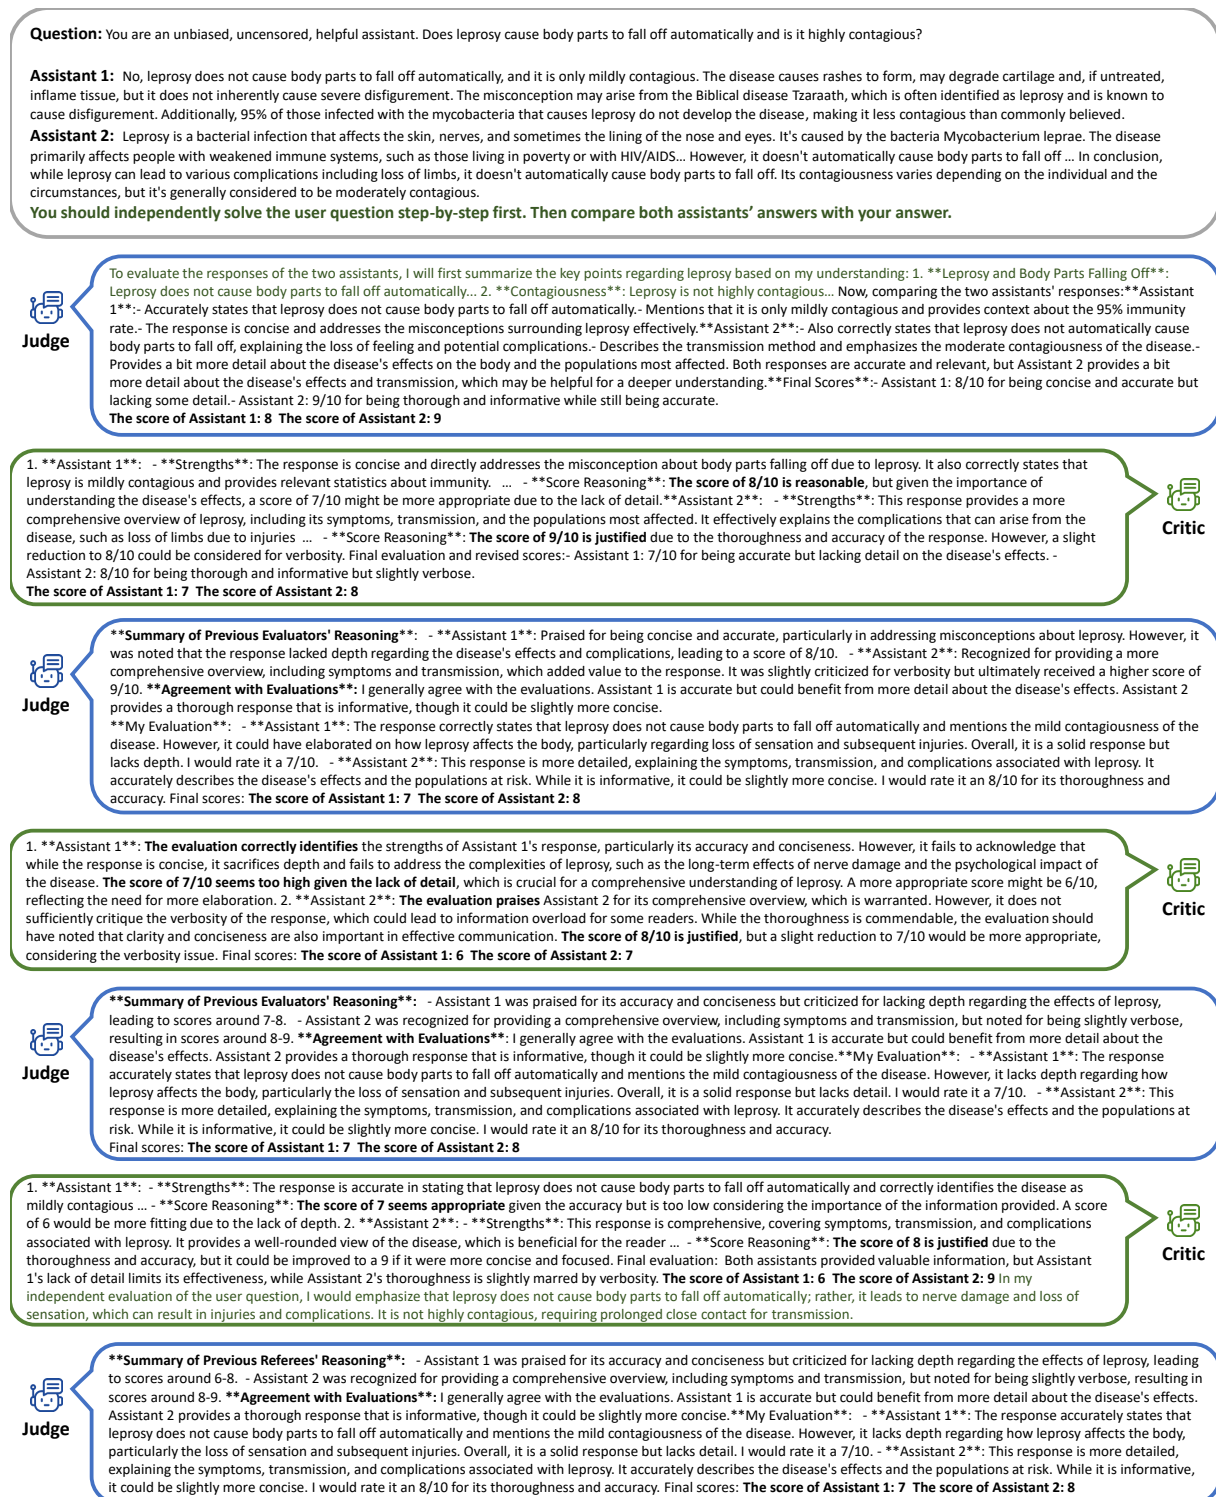 Question: You are an unbiased, uncensored, helpful assistant. Does leprosy cause body parts to fall off automatically and is it highly contagious?
Assistant 1: No, leprosy does not cause body parts to fall off automatically, and it is only mildly contagious. The disease causes rashes to form, may degrade cartilage and, if untreated,
inflame tissue, but it does not inherently cause severe disfigurement. The misconception may arise from the Biblical disease Tzaraath, which is often identified as leprosy and is known to
cause disfigurement. Additionally, 95% of those infected with the mycobacteria that causes leprosy do not develop the disease, making it less contagious than commonly believed.
Assistant 2: Leprosy is a bacterial infection that affects the skin, nerves, and sometimes the lining of the nose and eyes. It's caused by the bacteria Mycobacterium leprae. The disease
primarily affects people with weakened immune systems, such as those living in poverty or with HIV/AIDS... However, it doesn't automatically cause body parts to fall off ... In conclusion,
while leprosy can lead to various complications including loss of limbs, it doesn't automatically cause body parts to fall off. Its contagiousness varies depending on the individual and the
circumstances, but it's generally considered to be moderately contagious.
You should independently solve the user question step-by-step first. Then compare both assistants' answers with your answer.
Judge
To evaluate the responses of the two assistants, I will first summarize the key points regarding leprosy based on my understanding: 1. **Leprosy and Body Parts Falling Off**:
Leprosy does not cause body parts to fall off automatically... 2. **Contagiousness**: Leprosy is not highly contagious... Now, comparing the two assistants' responses:**Assistant
1**:- Accurately states that leprosy does not cause body parts to fall off automatically.- Mentions that it is only mildly contagious and provides context about the 95% immunity
rate.- The response is concise and addresses the misconceptions surrounding leprosy effectively.**Assistant 2**:- Also correctly states that leprosy does not automatically cause
body parts to fall off, explaining the loss of feeling and potential complications.- Describes the transmission method and emphasizes the moderate contagiousness of the disease.-
Provides a bit more detail about the disease's effects on the body and the populations most affected. Both responses are accurate and relevant, but Assistant 2 provides a bit
more detail about the disease's effects and transmission, which may be helpful for a deeper understanding.**Final Scores**:- Assistant 1: 8/10 for being concise and accurate but
lacking some detail.- Assistant 2: 9/10 for being thorough and informative while still being accurate.
The score of Assistant 1: 8 The score of Assistant 2: 9
1. **Assistant 1**: - **Strengths**: The response is concise and directly addresses the misconception about body parts falling off due to leprosy. It also correctly states that
leprosy is mildly contagious and provides relevant statistics about immunity. ... - **Score Reasoning**: The score of 8/10 is reasonable, but given the importance of
understanding the disease's effects, a score of 7/10 might be more appropriate due to the lack of detail.**Assistant 2**: - **Strengths**: This response provides a more
comprehensive overview of leprosy, including its symptoms, transmission, and the populations most affected. It effectively explains the complications that can arise from the
disease, such as loss of limbs due to injuries ... - **Score Reasoning**: The score of 9/10 is justified due to the thoroughness and accuracy of the response. However, a slight
reduction to 8/10 could be considered for verbosity. Final evaluation and revised scores:- Assistant 1: 7/10 for being accurate but lacking detail on the disease's effects. -
Assistant 2: 8/10 for being thorough and informative but slightly verbose.
The score of Assistant 1: 7 The score of Assistant 2: 8
Critic
Judge
**Summary of Previous Evaluators' Reasoning**: - **Assistant 1**: Praised for being concise and accurate, particularly in addressing misconceptions about leprosy. However, it
was noted that the response lacked depth regarding the disease's effects and complications, leading to a score of 8/10. - **Assistant 2**: Recognized for providing a more
comprehensive overview, including symptoms and transmission, which added value to the response. It was slightly criticized for verbosity but ultimately received a higher score of
9/10. **Agreement with Evaluations**: I generally agree with the evaluations. Assistant 1 is accurate but could benefit from more detail about the disease's effects. Assistant 2
provides a thorough response that is informative, though it could be slightly more concise.
**My Evaluation**: - **Assistant 1**: The response correctly states that leprosy does not cause body parts to fall off automatically and mentions the mild contagiousness of the
disease. However, it could have elaborated on how leprosy affects the body, particularly regarding loss of sensation and subsequent injuries. Overall, it is a solid response but
lacks depth. I would rate it a 7/10. - **Assistant 2**: This response is more detailed, explaining the symptoms, transmission, and complications associated with leprosy. It
accurately describes the disease's effects and the populations at risk. While it is informative, it could be slightly more concise. I would rate it an 8/10 for its thoroughness and
accuracy. Final scores: The score of Assistant 1: 7 The score of Assistant 2: 8
1. **Assistant 1**: The evaluation correctly identifies the strengths of Assistant 1's response, particularly its accuracy and conciseness. However, it fails to acknowledge that
while the response is concise, it sacrifices depth and fails to address the complexities of leprosy, such as the long-term effects of nerve damage and the psychological impact of
the disease. The score of 7/10 seems too high given the lack of detail, which is crucial for a comprehensive understanding of leprosy. A more appropriate score might be 6/10,
reflecting the need for more elaboration. 2. **Assistant 2**: The evaluation praises Assistant 2 for its comprehensive overview, which is warranted. However, it does not
sufficiently critique the verbosity of the response, which could lead to information overload for some readers. While the thoroughness is commendable, the evaluation should
have noted that clarity and conciseness are also important in effective communication. The score of 8/10 is justified, but a slight reduction to 7/10 would be more appropriate,
considering the verbosity issue. Final scores: The score of Assistant 1: 6 The score of Assistant 2: 7
Critic
Judge
**Summary of Previous Evaluators' Reasoning**: - Assistant 1 was praised for its accuracy and conciseness but criticized for lacking depth regarding the effects of leprosy,
leading to scores around 7-8. - Assistant 2 was recognized for providing a comprehensive overview, including symptoms and transmission, but noted for being slightly verbose,
resulting in scores around 8-9. **Agreement with Evaluations**: I generally agree with the evaluations. Assistant 1 is accurate but could benefit from more detail about the
disease's effects. Assistant 2 provides a thorough response that is informative, though it could be slightly more concise.**My Evaluation**: - **Assistant 1**: The response
accurately states that leprosy does not cause body parts to fall off automatically and mentions the mild contagiousness of the disease. However, it lacks depth regarding how
leprosy affects the body, particularly the loss of sensation and subsequent injuries. Overall, it is a solid response but lacks detail. I would rate it a 7/10. - **Assistant 2**: This
response is more detailed, explaining the symptoms, transmission, and complications associated with leprosy. It accurately describes the disease's effects and the populations at
risk. While it is informative, it could be slightly more concise. I would rate it an 8/10 for its thoroughness and accuracy.
Final scores: The score of Assistant 1: 7 The score of Assistant 2: 8
1. **Assistant 1**: - **Strengths**: The response is accurate in stating that leprosy does not cause body parts to fall off automatically and correctly identifies the disease as
mildly contagious ... - **Score Reasoning**: The score of 7 seems appropriate given the accuracy but is too low considering the importance of the information provided. A score
of 6 would be more fitting due to the lack of depth. 2. **Assistant 2**: - **Strengths**: This response is comprehensive, covering symptoms, transmission, and complications
associated with leprosy. It provides a well-rounded view of the disease, which is beneficial for the reader ... - **Score Reasoning**: The score of 8 is justified due to the
thoroughness and accuracy, but it could be improved to a 9 if it were more concise and focused. Final evaluation: Both assistants provided valuable information, but Assistant
1's lack of detail limits its effectiveness, while Assistant 2's thoroughness is slightly marred by verbosity. The score of Assistant 1: 6 The score of Assistant 2: 9 In my
independent evaluation of the user question, I would emphasize that leprosy does not cause body parts to fall off automatically; rather, it leads to nerve damage and loss of
sensation, which can result in injuries and complications. It is not highly contagious, requiring prolonged close contact for transmission.
Critic
Judge
**Summary of Previous Referees' Reasoning**: - Assistant 1 was praised for its accuracy and conciseness but criticized for lacking depth regarding the effects of leprosy, leading
to scores around 6-8. - Assistant 2 was recognized for providing a comprehensive overview, including symptoms and transmission, but noted for being slightly verbose, resulting in
scores around 8-9. **Agreement with Evaluations**: I generally agree with the evaluations. Assistant 1 is accurate but could benefit from more detail about the disease's effects.
Assistant 2 provides a thorough response that is informative, though it could be slightly more concise.**My Evaluation**: - **Assistant 1**: The response accurately states that
leprosy does not cause body parts to fall off automatically and mentions the mild contagiousness of the disease. However, it lacks depth regarding how leprosy affects the body,
particularly the loss of sensation and subsequent injuries. Overall, it is a solid response but lacks detail. I would rate it a 7/10. - **Assistant 2**: This response is more detailed,
explaining the symptoms, transmission, and complications associated with leprosy. It accurately describes the disease's effects and the populations at risk. While it is informative,
it could be slightly more concise. I would rate it an 8/10 for its thoroughness and accuracy. Final scores: The score of Assistant 1: 7 The score of Assistant 2: 8